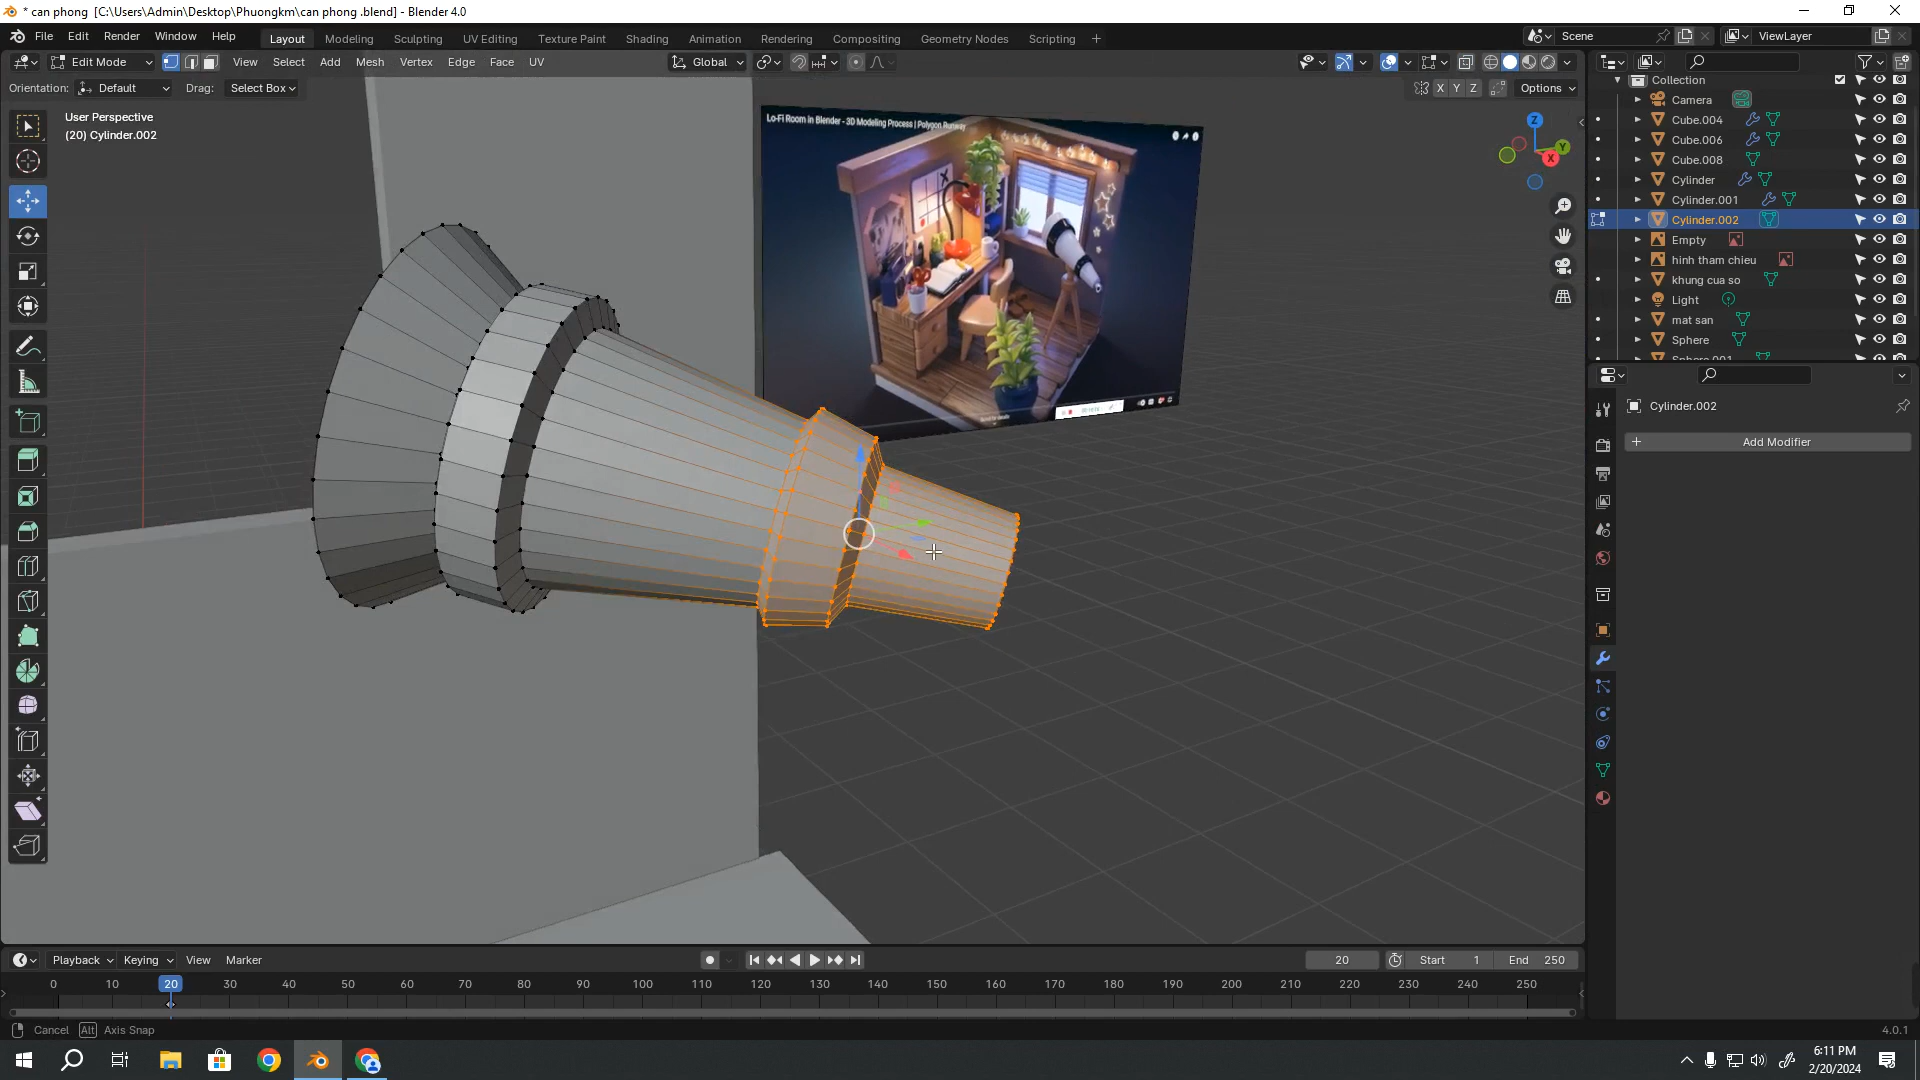 * can phong  [C:\Users\Admin\Desktop\Phuongkm\can phong .blend] - Blender 4.0
File Edit Render Window Help
Layout Modeling Sculpting UV Editing Texture Paint Shading Animation Rendering Compositing Geometry Nodes Scripting +
Scene ViewLayer
Edit Mode View Select Add Mesh Vertex Edge Face UV Global
Orientation: Default Drag: Select Box X Y Z Options
User Perspective
(20) Cylinder.002
Lo-Fi Room in Blender - 3D Modeling Process | Polygon Runway
Z
Y
X
Collection
Camera
Cube.004
Cube.006
Cube.008
Cylinder
Cylinder.001
Cylinder.002
Empty
hinh tham chieu
khung cua so
Light
mat san
Sphere
Sphere.001
Cylinder.002
+ Add Modifier
Playback Keying View Marker 20 Start 1 End 250
0 10 20 30 40 50 60 70 80 90 100 110 120 130 140 150 160 170 180 190 200 210 220 230 240 250
Cancel Alt Axis Snap 4.0.1
6:11 PM
2/20/2024